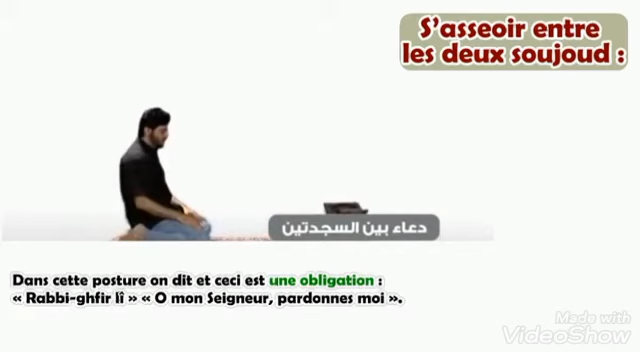 S'asseoir entre
les deux soujoud :
دعاء بين السجدتين
Dans cette posture on dit et ceci est une obligation :
« Rabbi-ghfir lî » « O mon Seigneur, pardonnes moi ».
Made with
VideoShow